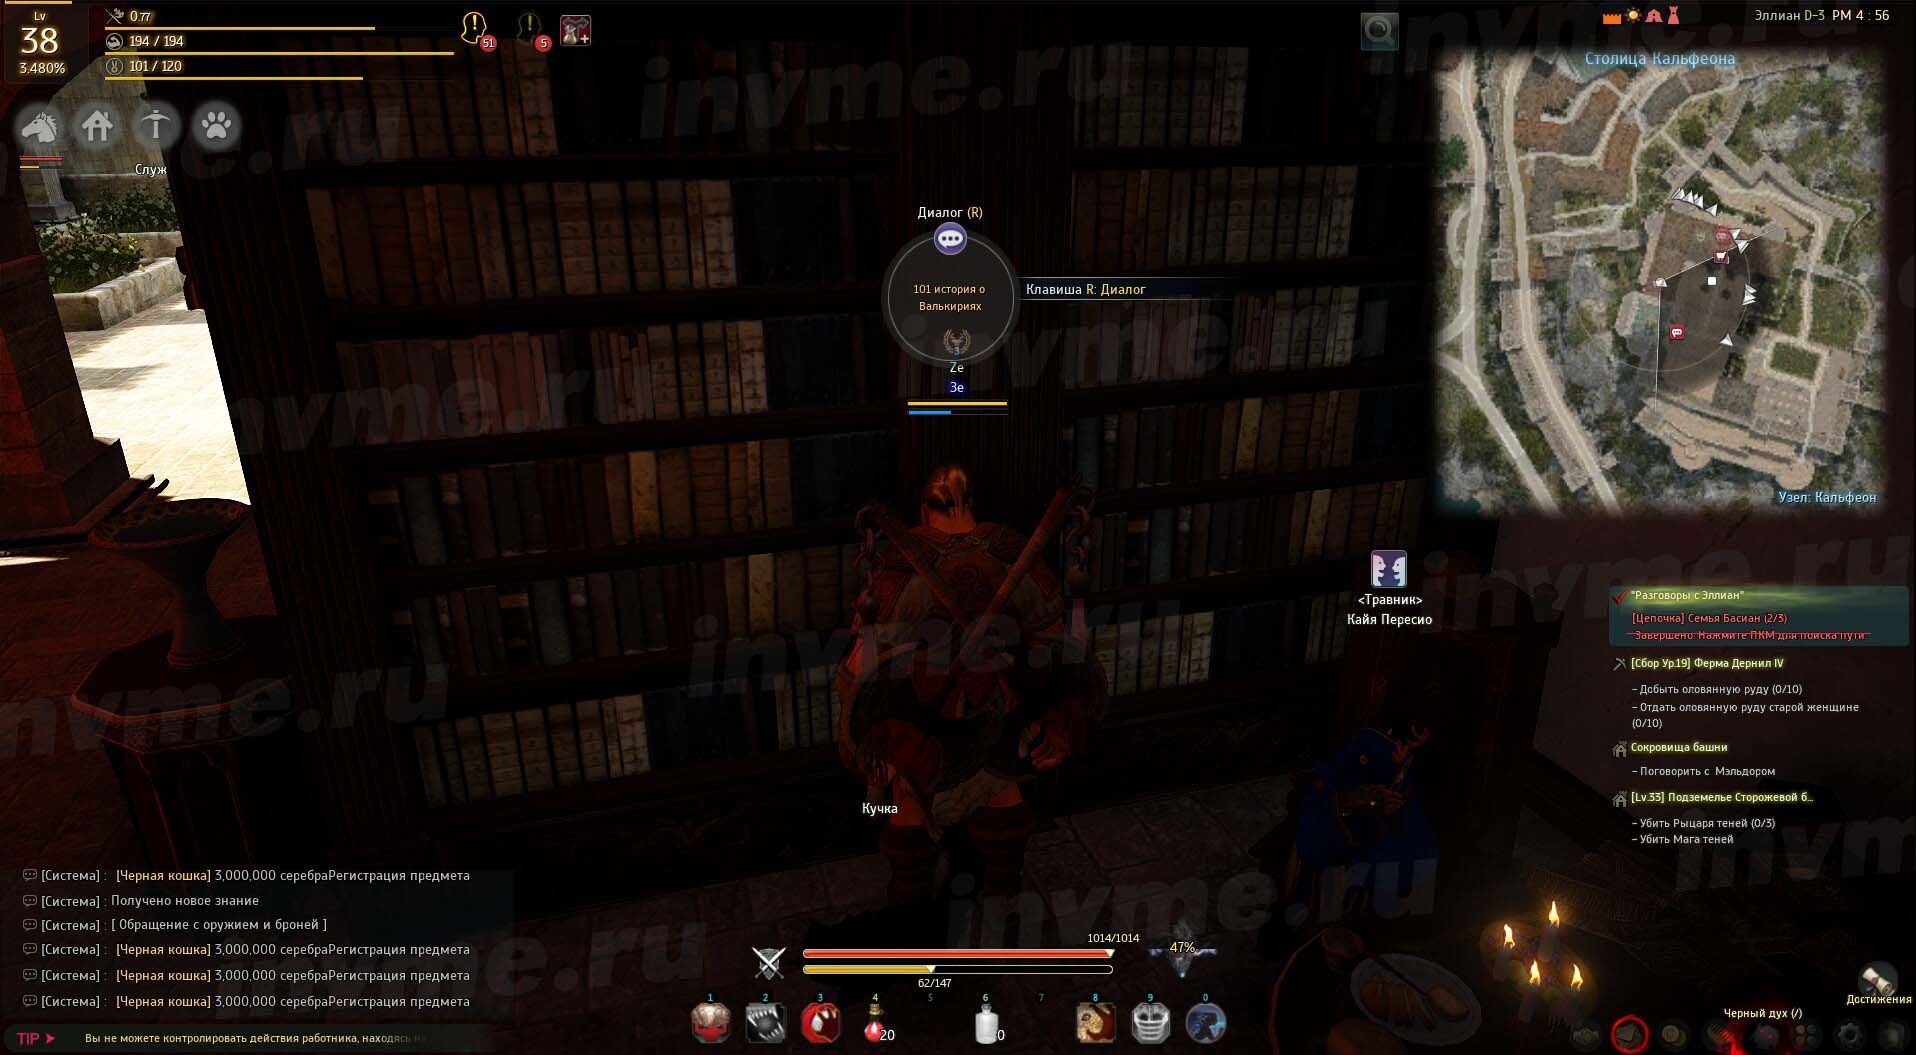 Lv
38
3.480%
0.77
194 / 194
101 / 120
51
5
Служ
Эллиан D-3 PM 4 : 56
Столица Кальфеона
Узел: Кальфеон
Диалог (R)
101 история о
Валькириях
Клавиша R: Диалог
3
Ze
Зе
<Травник>
Кайя Пересио
"Разговоры с Эллиан"
[Цепочка] Семья Басиан (2/3)
Завершено. Нажмите ПКМ для поиска пути
[Сбор Ур.19] Ферма Дернил IV
- Добыть оловянную руду (0/10)
- Отдать оловянную руду старой женщине
(0/10)
Сокровища башни
- Поговорить с Мэльдором
[Lv.33] Подземелье Сторожевой б...
- Убить Рыцаря теней (0/3)
- Убить Мага теней
Кучка
[Система] : [Черная кошка] 3,000,000 серебраРегистрация предмета
[Система] : Получено новое знание
[Система] : [ Обращение с оружием и броней ]
[Система] : [Черная кошка] 3,000,000 серебраРегистрация предмета
[Система] : [Черная кошка] 3,000,000 серебраРегистрация предмета
[Система] : [Черная кошка] 3,000,000 серебраРегистрация предмета
TIP
Вы не можете контролировать действия работника, находясь на
1014/1014
47%
62/147
1 2 3 4 5 6 7 8 9 0
20
0
Достижения
Черный дух (/)
invme.ru